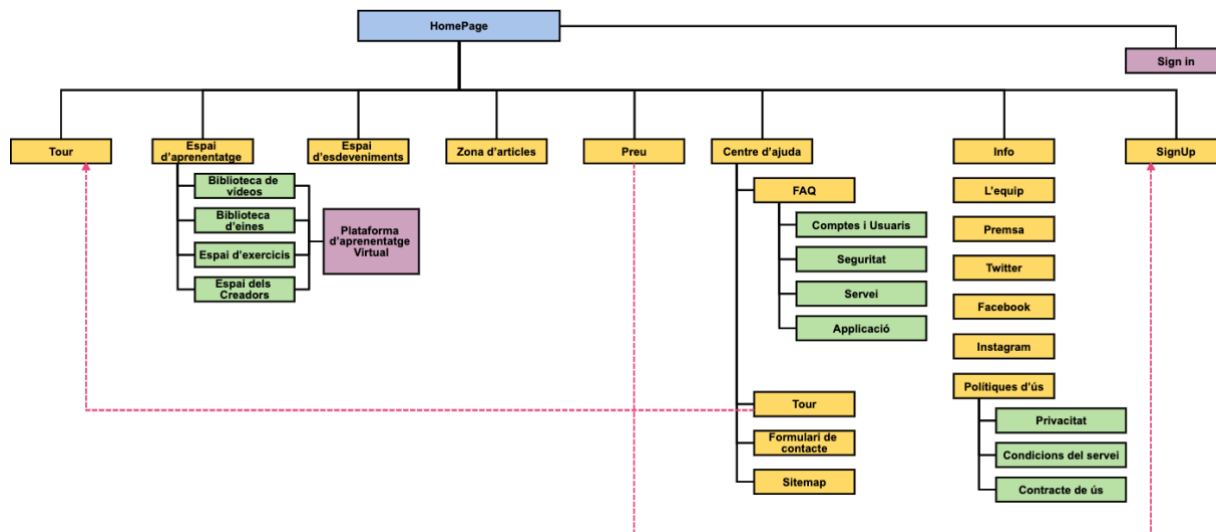 HomePage
Sign in
Tour
Espai
d'aprenentatge
Espai
d'esdeveniments
Zona d'articles
Preu
Centre d'ajuda
Info
SignUp
Biblioteca de
vídeos
Biblioteca
d'eines
Espai d'exercicis
Espai dels
Creadors
Plataforma
d'aprenentatge
Virtual
FAQ
Comptes i Usuaris
Seguritat
Servei
Applicació
Tour
Formulari de
contacte
Sitemap
L'equip
Premsa
Twitter
Facebook
Instagram
Polítiques d'ús
Privacitat
Condicions del servei
Contracte de ús